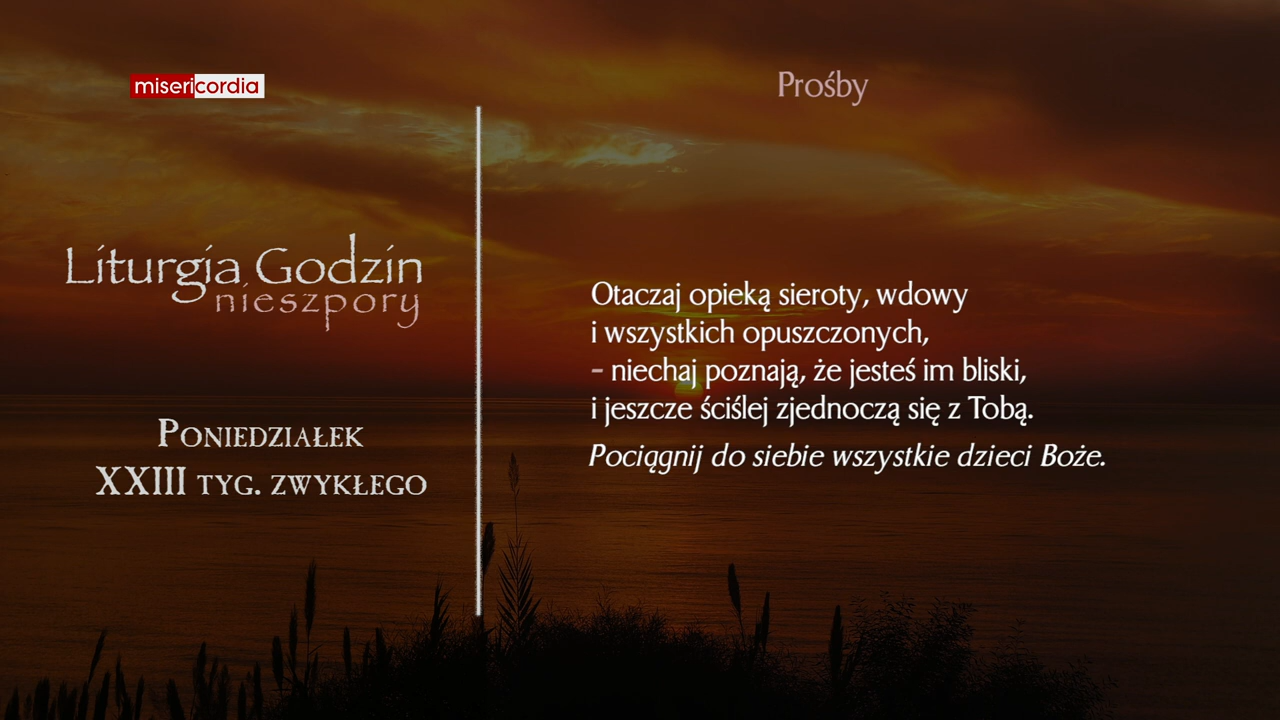 misericordia
Liturgia Godzin
nieszpory
Poniedziałek
XXIII tyg. zwykłego
Prośby
Otaczaj opieką sieroty, wdowy
i wszystkich opuszczonych,
– niechaj poznają, że jesteś im bliski,
i jeszcze ściślej zjednoczą się z Tobą.
Pociągnij do siebie wszystkie dzieci Boże.